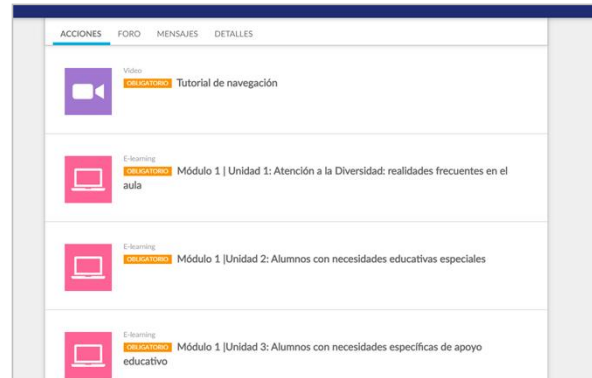 ACCIONES FORO MENSAJES DETALLES
Video
OBLIGATORIO Tutorial de navegación
E-learning
OBLIGATORIO Módulo 1 | Unidad 1: Atención a la Diversidad: realidades frecuentes en el
aula
E-learning
OBLIGATORIO Módulo 1 |Unidad 2: Alumnos con necesidades educativas especiales
E-learning
OBLIGATORIO Módulo 1 |Unidad 3: Alumnos con necesidades específicas de apoyo
educativo